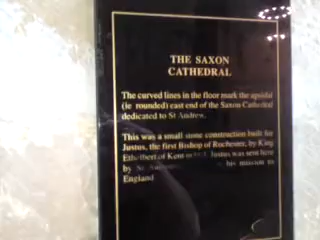 THE SAXON
CATHEDRAL
The curved lines in the floor mark the apsidal
(ie rounded) east end of the Saxon Cathedral
dedicated to St Andrew.
This was a small stone construction built for
Justus, the first Bishop of Rochester, by King
Ethelbert of Kent in Justus was sent here
by St his mission to
England